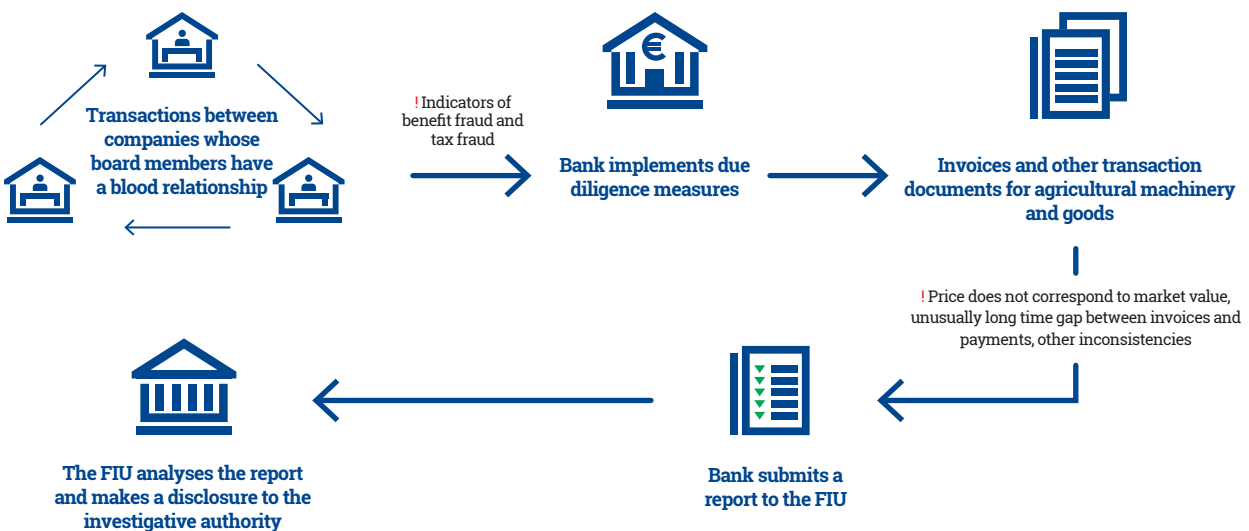 Transactions between
companies whose
board members have
a blood relationship
! Indicators of
benefit fraud and
tax fraud
€
Bank implements due
diligence measures
Invoices and other transaction
documents for agricultural machinery
and goods
! Price does not correspond to market value,
unusually long time gap between invoices and
payments, other inconsistencies
Bank submits a
report to the FIU
The FIU analyses the report
and makes a disclosure to the
investigative authority